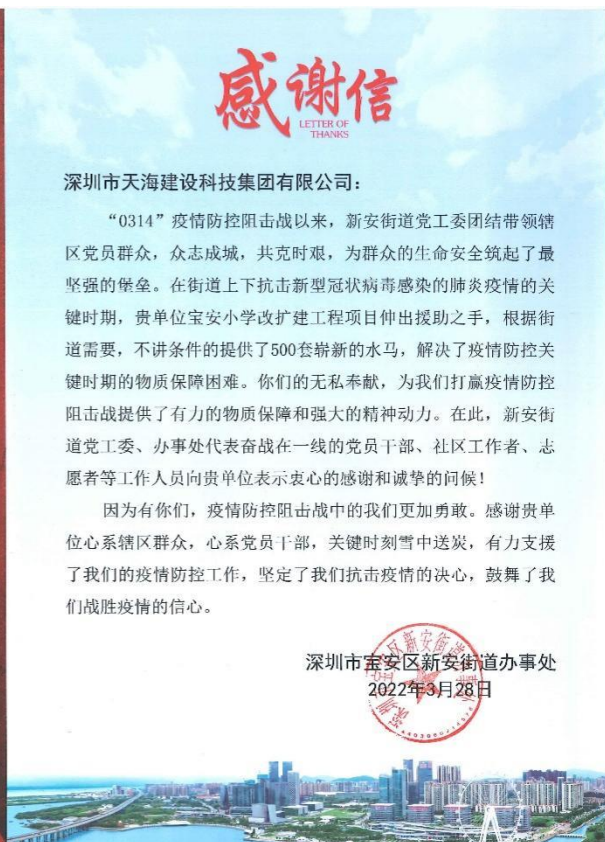 感谢信
LETTER OF
THANKS
深圳市天海建设科技集团有限公司：
“0314”疫情防控阻击战以来，新安街道党工委团结带领辖
区党员群众，众志成城，共克时艰，为群众的生命安全筑起了最
坚强的堡垒。在街道上下抗击新型冠状病毒感染的肺炎疫情的关
键时期，贵单位宝安小学改扩建工程项目伸出援助之手，根据街
道需要，不讲条件的提供了500套崭新的水马，解决了疫情防控关
键时期的物质保障困难。你们的无私奉献，为我们打赢疫情防控
阻击战提供了有力的物质保障和强大的精神动力。在此，新安街
道党工委、办事处代表奋战在一线的党员干部、社区工作者、志
愿者等工作人员向贵单位表示衷心的感谢和诚挚的问候！
因为有你们，疫情防控阻击战中的我们更加勇敢。感谢贵单
位心系辖区群众，心系党员干部，关键时刻雪中送炭，有力支援
了我们的疫情防控工作，坚定了我们抗击疫情的决心，鼓舞了我
们战胜疫情的信心。
深圳市宝安区新安街道办事处
2022年3月28日